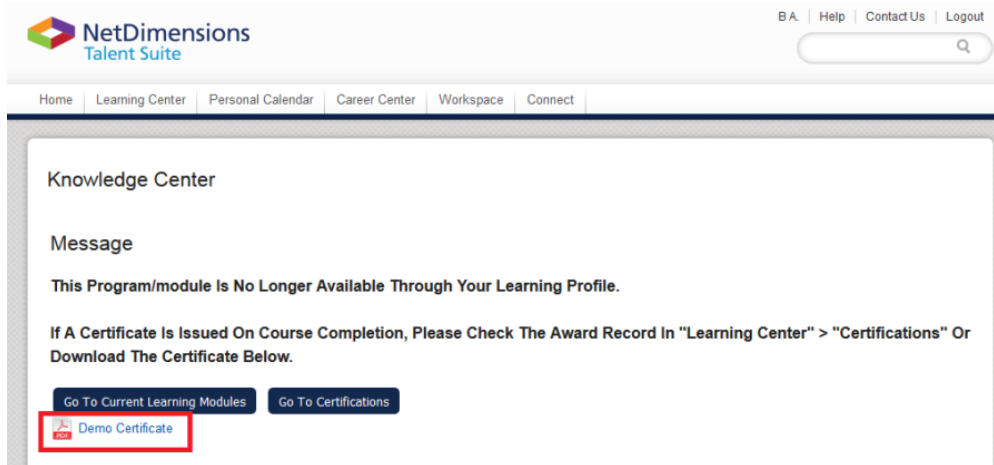 NetDimensions
Talent Suite
B A. Help Contact Us Logout
Home Learning Center Personal Calendar Career Center Workspace Connect
Knowledge Center
Message
This Program/module Is No Longer Available Through Your Learning Profile.
If A Certificate Is Issued On Course Completion, Please Check The Award Record In "Learning Center" > "Certifications" Or
Download The Certificate Below.
Go To Current Learning Modules Go To Certifications
PDF Demo Certificate